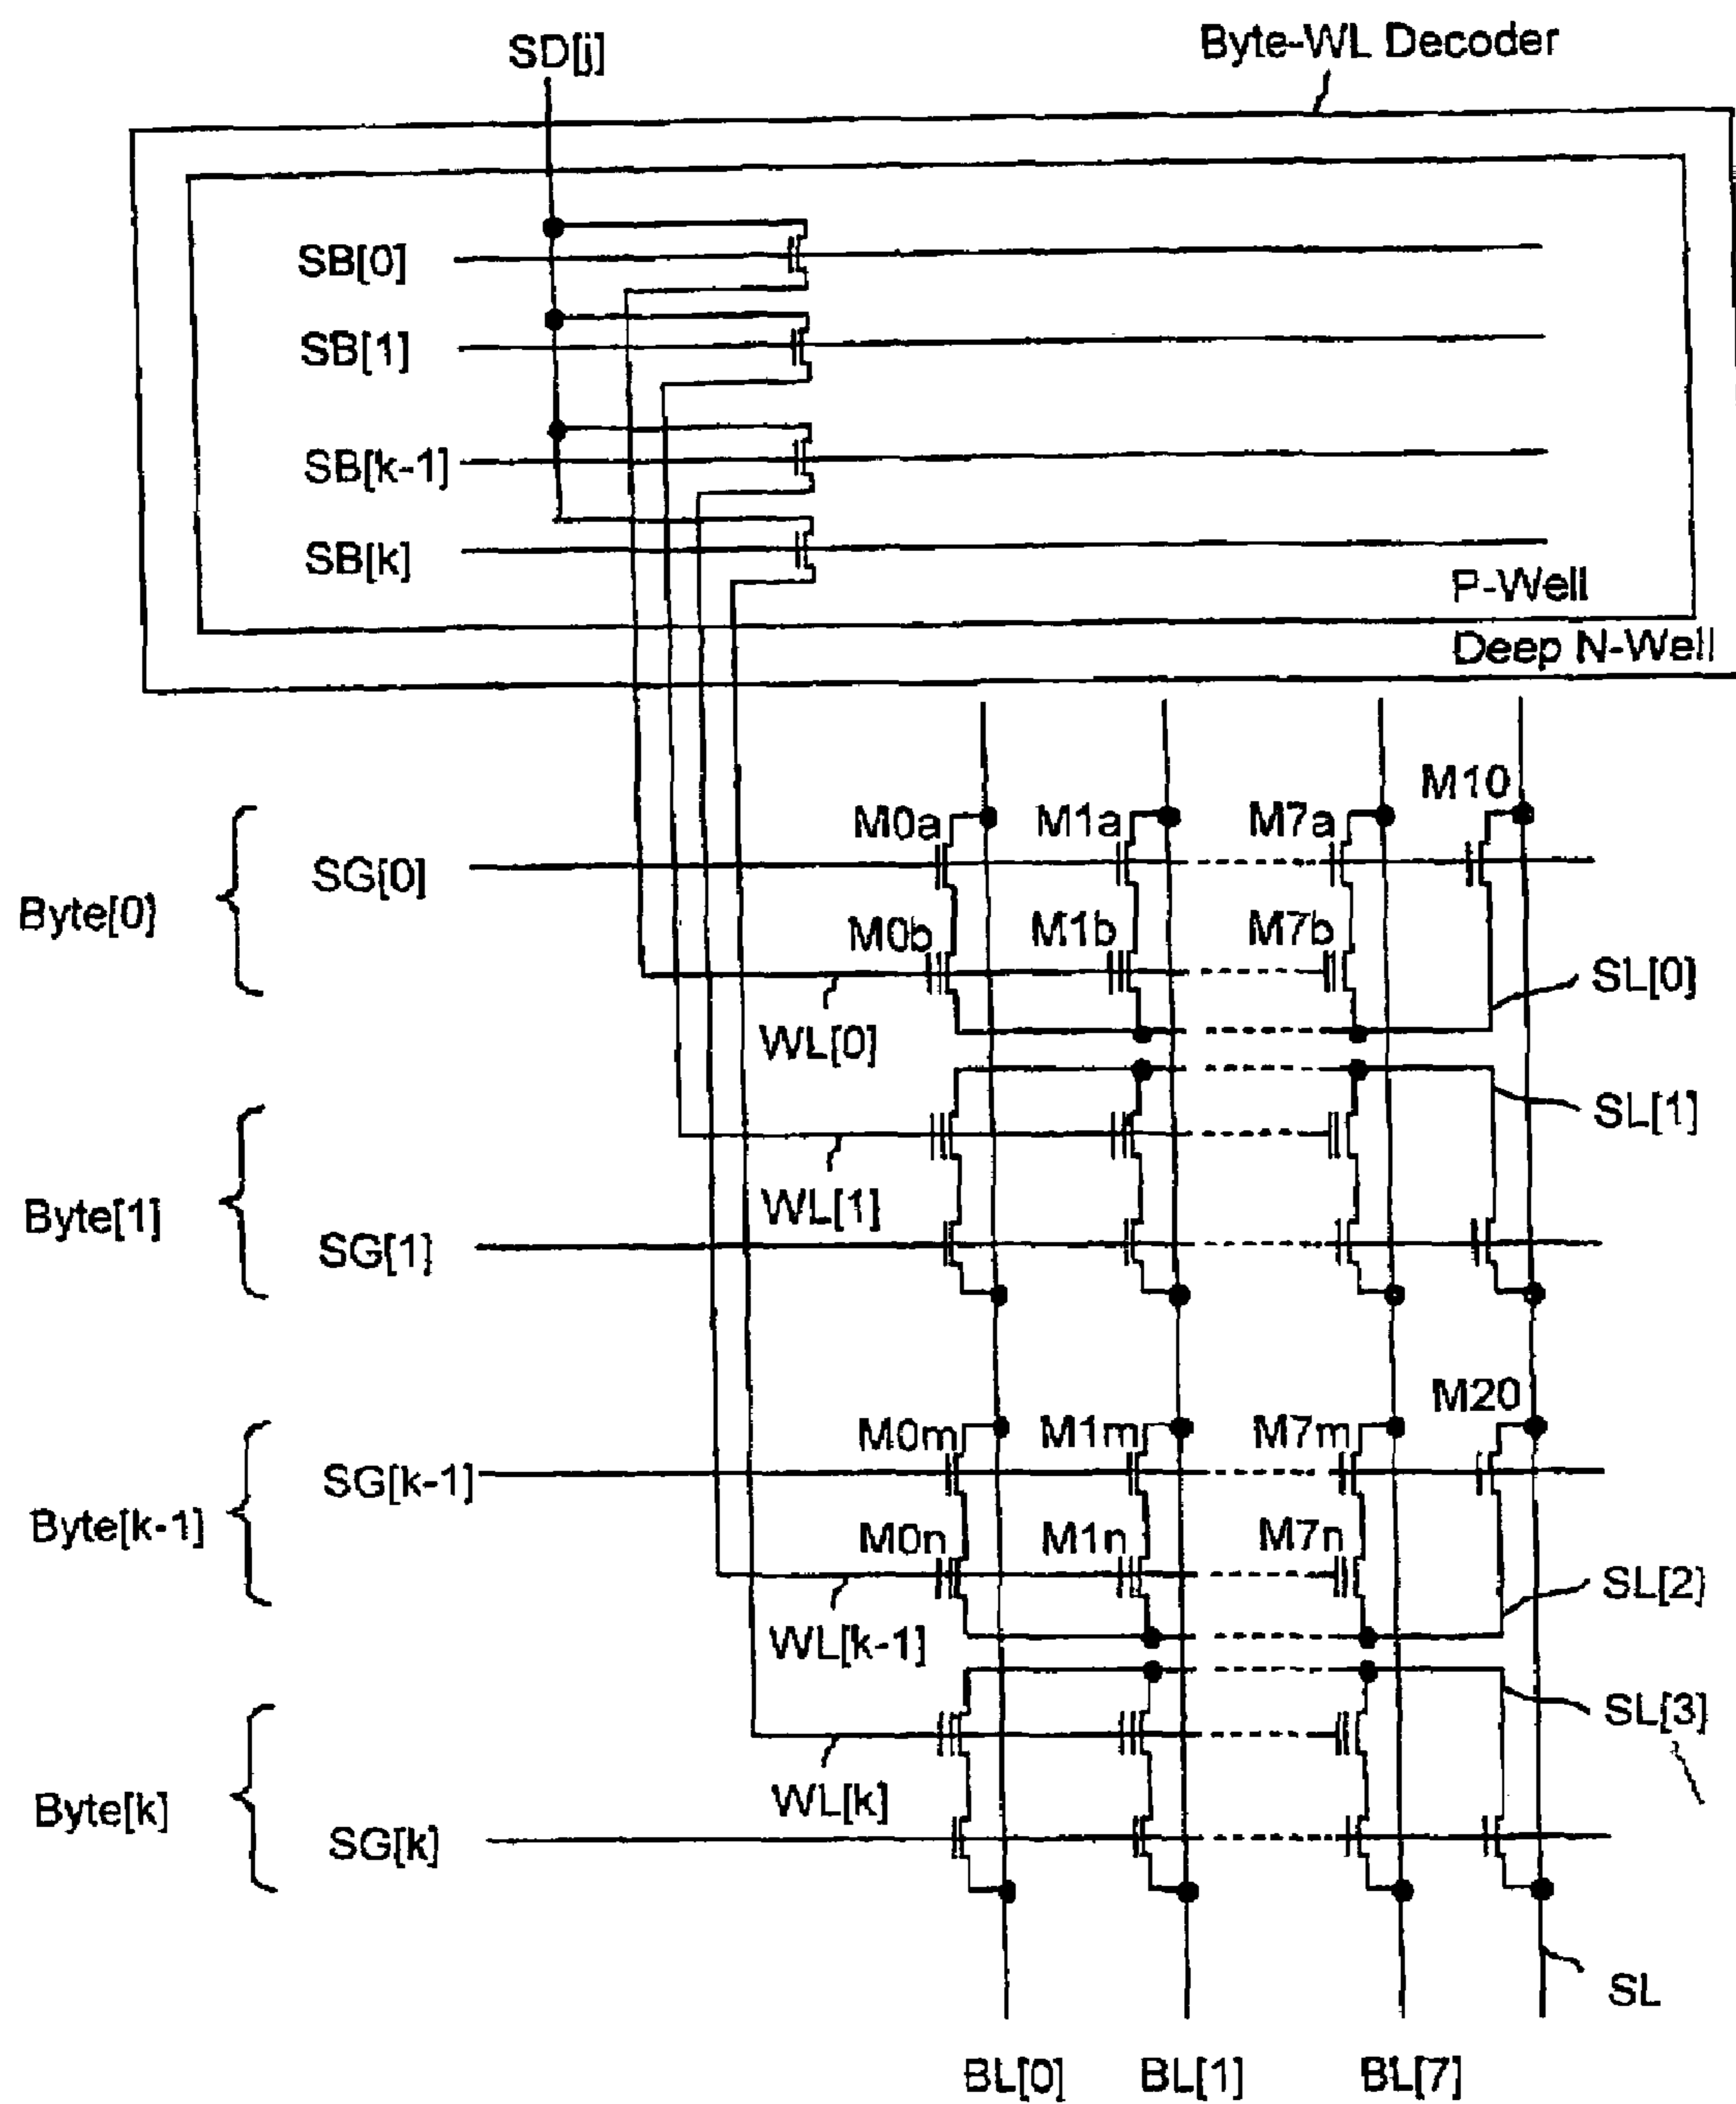 SD[j]
Byte-WL Decoder
SB[0]
SB[1]
SB[k-1]
SB[k]
P-Well
Deep N-Well
M10
M0a
M1a
M7a
SG[0]
Byte[0]
M0b
M1b
M7b
SL[0]
WL[0]
SL[1]
WL[1]
Byte[1]
SG[1]
M20
M0m
M1m
M7m
SG[k-1]
Byte[k-1]
M0n
M1n
M7n
SL[2]
WL[k-1]
SL[3]
WL[k]
Byte[k]
SG[k]
SL
BL[0]
BL[1]
BL[7]